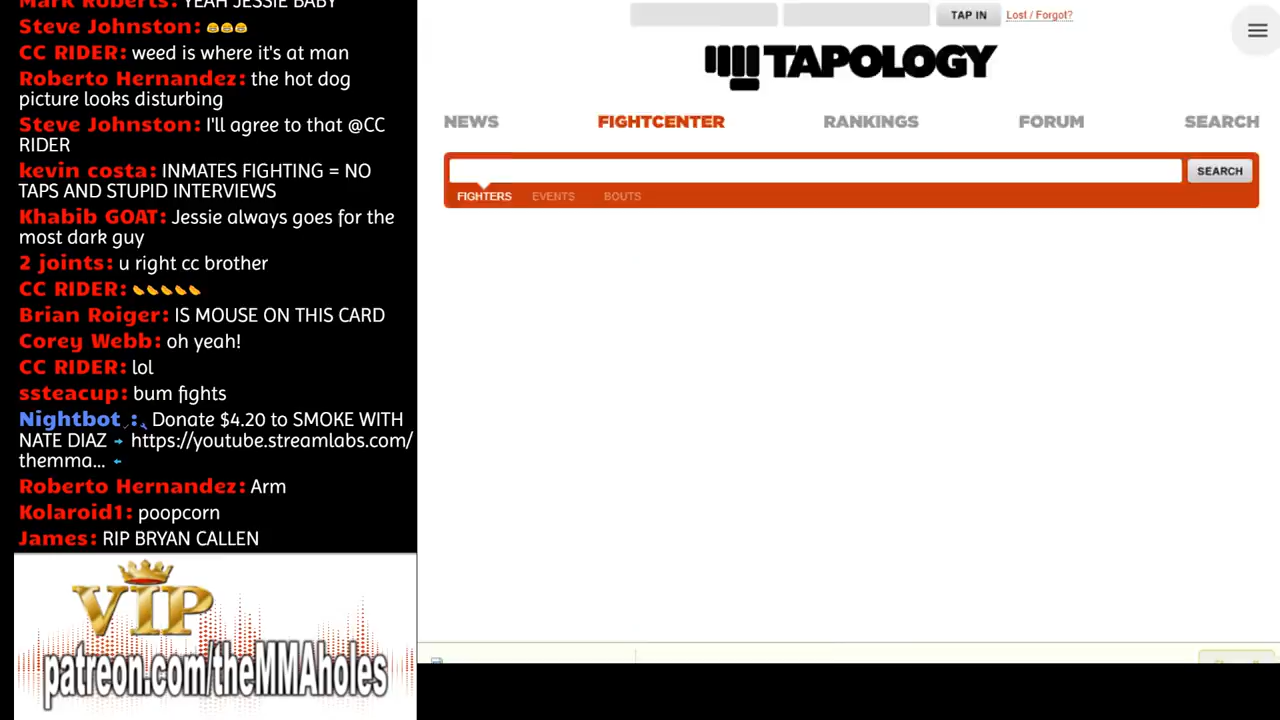 Mark Roberts: YEAH JESSIE BABY
Steve Johnston:
CC RIDER: weed is where it's at man
Roberto Hernandez: the hot dog
picture looks disturbing
Steve Johnston: I'll agree to that @CC
RIDER
kevin costa: INMATES FIGHTING = NO
TAPS AND STUPID INTERVIEWS
Khabib GOAT: Jessie always goes for the
most dark guy
2 joints: u right cc brother
CC RIDER:
Brian Roiger: IS MOUSE ON THIS CARD
Corey Webb: oh yeah!
CC RIDER: lol
ssteacup: bum fights
Nightbot : Donate $4.20 to SMOKE WITH
NATE DIAZ → https://youtube.streamlabs.com/
themma... ←
Roberto Hernandez: Arm
Kolaroid1: poopcorn
James: RIP BRYAN CALLEN
VIP
patreon.com/theMMAholes
TAP IN Lost / Forgot?
TAPOLOGY
NEWS FIGHTCENTER RANKINGS FORUM SEARCH
SEARCH
FIGHTERS EVENTS BOUTS